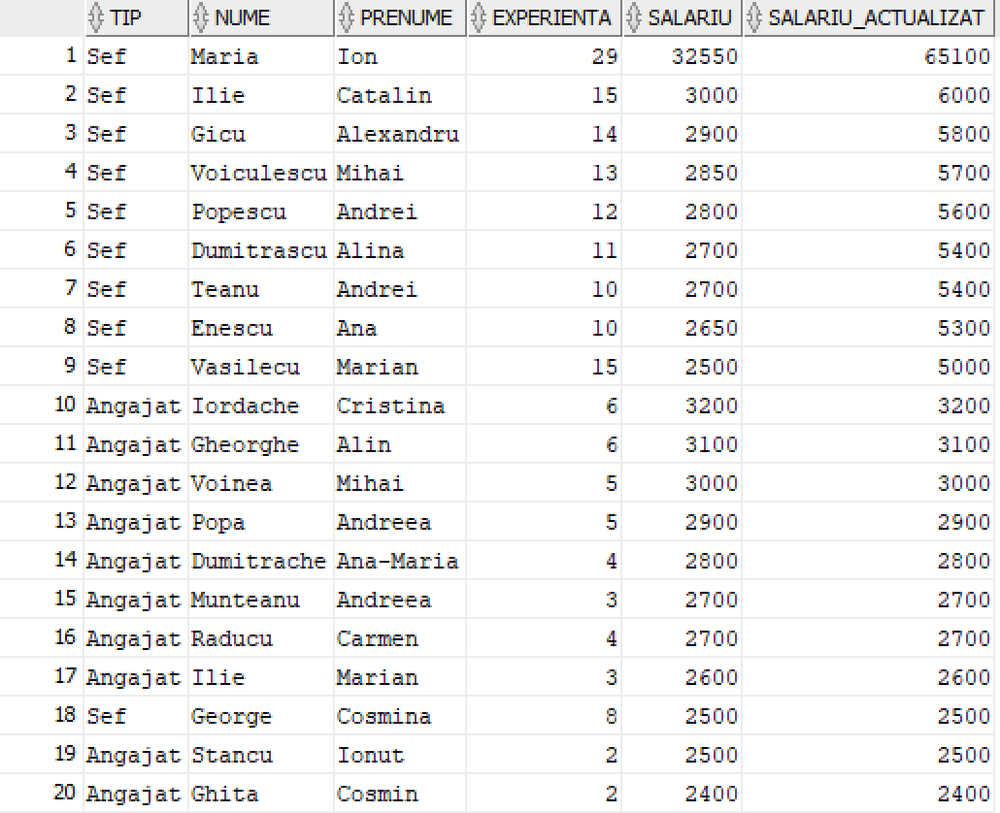 TIP NUME PRENUME EXPERIENTA SALARIU SALARIU_ACTUALIZAT
1 Sef Maria Ion 29 32550 65100
2 Sef Ilie Catalin 15 3000 6000
3 Sef Gicu Alexandru 14 2900 5800
4 Sef Voiculescu Mihai 13 2850 5700
5 Sef Popescu Andrei 12 2800 5600
6 Sef Dumitrascu Alina 11 2700 5400
7 Sef Teanu Andrei 10 2700 5400
8 Sef Enescu Ana 10 2650 5300
9 Sef Vasilecu Marian 15 2500 5000
10 Angajat Iordache Cristina 6 3200 3200
11 Angajat Gheorghe Alin 6 3100 3100
12 Angajat Voinea Mihai 5 3000 3000
13 Angajat Popa Andreea 5 2900 2900
14 Angajat Dumitrache Ana-Maria 4 2800 2800
15 Angajat Munteanu Andreea 3 2700 2700
16 Angajat Raducu Carmen 4 2700 2700
17 Angajat Ilie Marian 3 2600 2600
18 Sef George Cosmina 8 2500 2500
19 Angajat Stancu Ionut 2 2500 2500
20 Angajat Ghita Cosmin 2 2400 2400